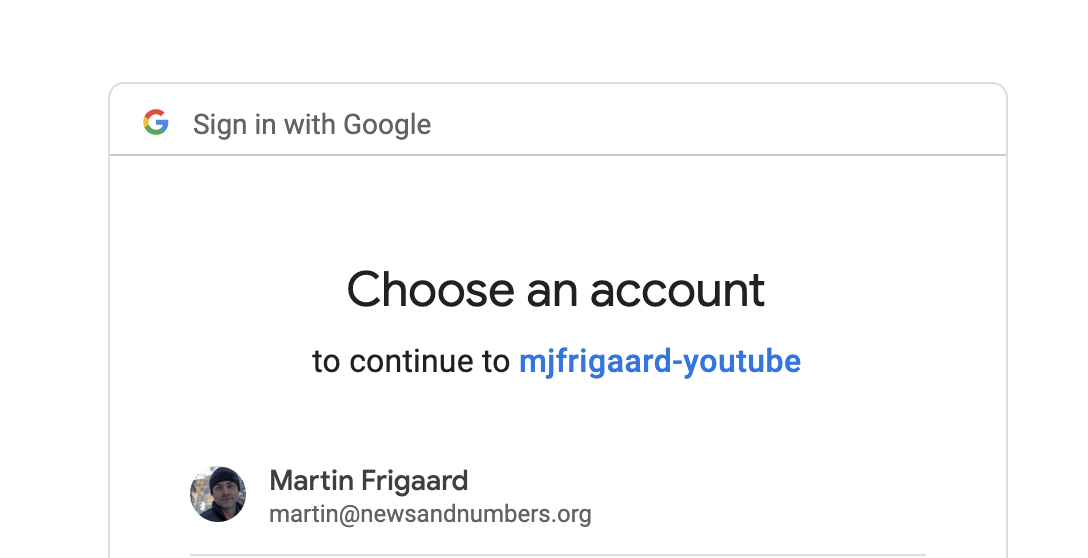 Sign in with Google
Choose an account
to continue to mjfrigaard-youtube
Martin Frigaard
martin@newsandnumbers.org